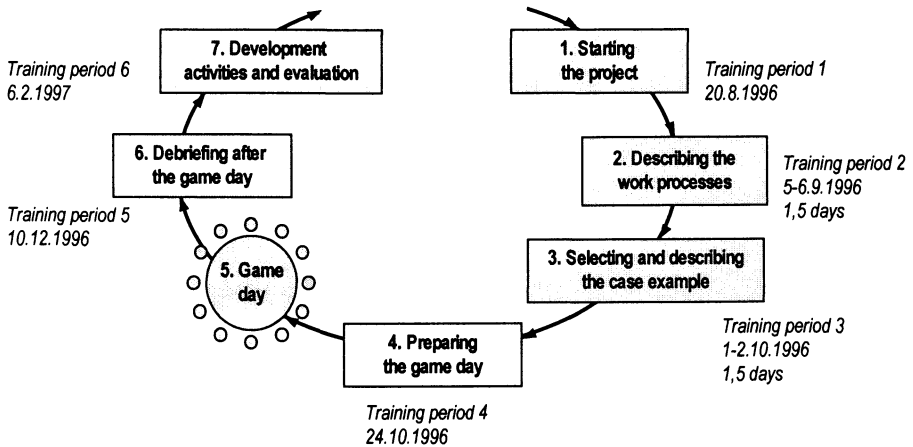 1. Starting
the project
Training period 1
20.8.1996
2. Describing the
work processes
Training period 2
5-6.9.1996
1,5 days
3. Selecting and describing
the case example
Training period 3
1-2.10.1996
1,5 days
4. Preparing
the game day
Training period 4
24.10.1996
5. Game
day
Training period 5
10.12.1996
6. Debriefing after
the game day
Training period 6
6.2.1997
7. Development
activities and evaluation